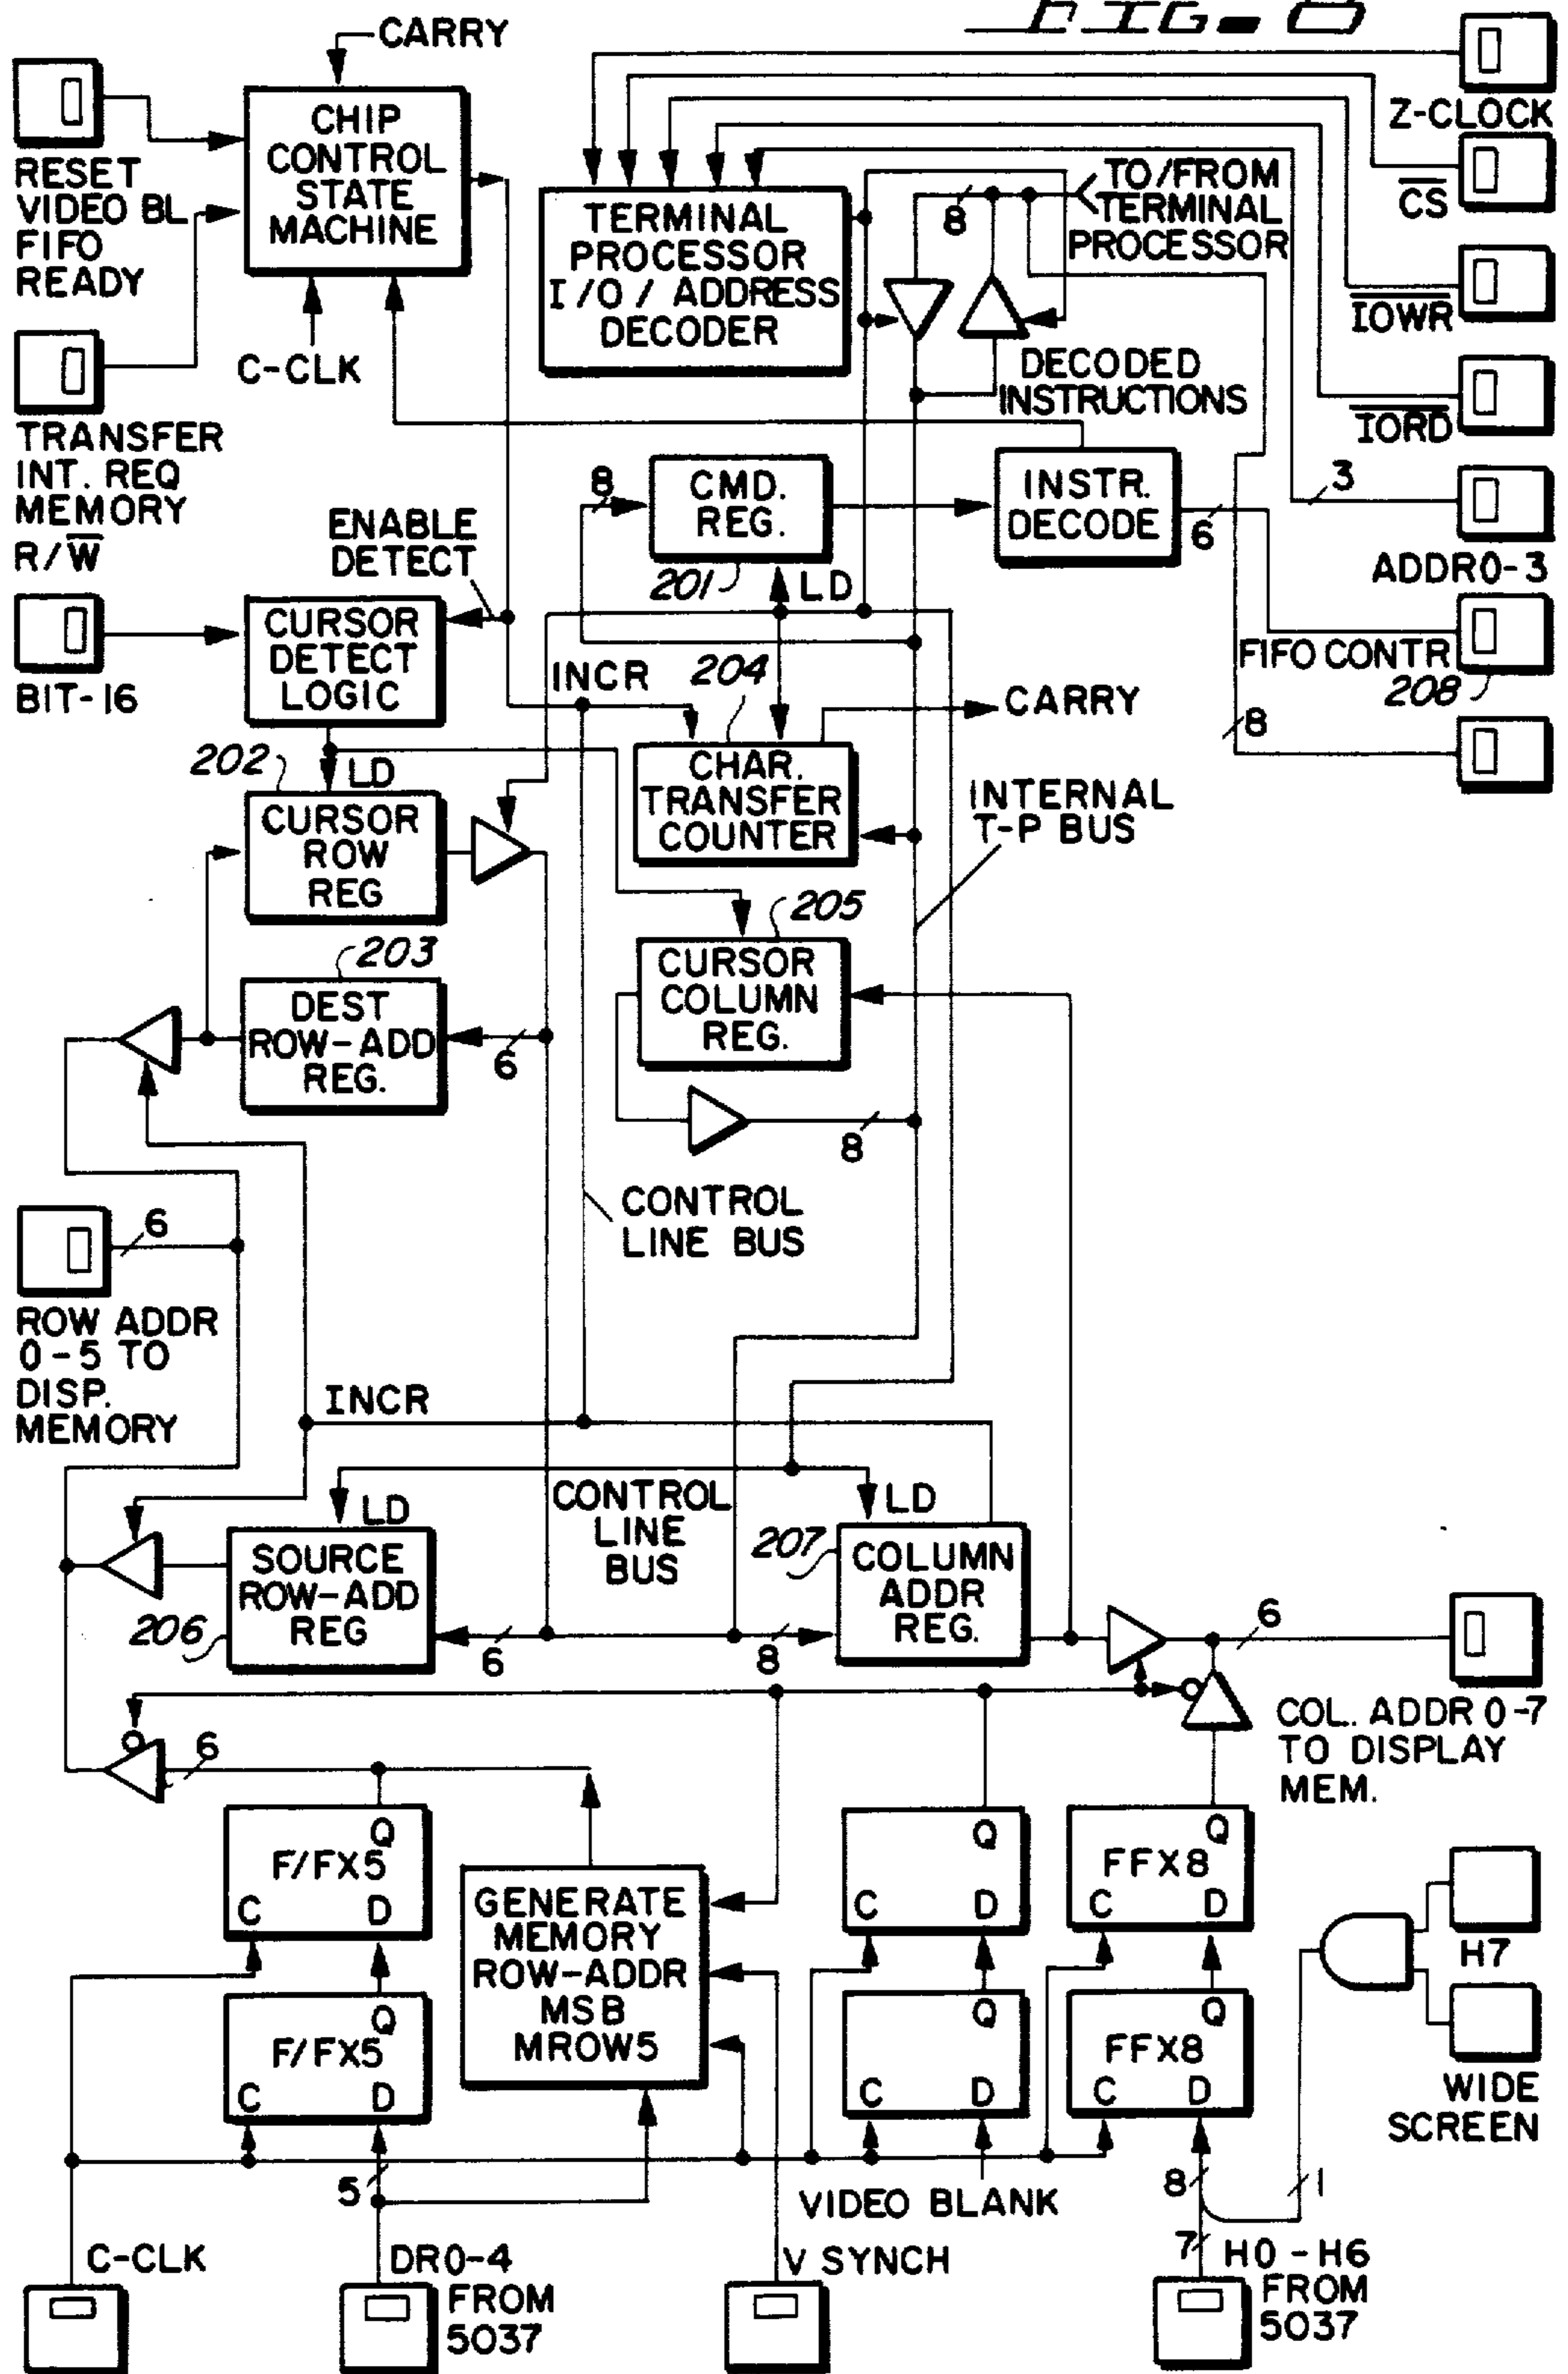 CARRY
RESET
VIDEO BL
FIFO
READY
CHIP
CONTROL
STATE
MACHINE
C-CLK
TRANSFER
INT. REQ
MEMORY
R/W̅
TERMINAL
PROCESSOR
I/O/ADDRESS
DECODER
8
TO/FROM
TERMINAL
PROCESSOR
Z-CLOCK
C̅S̅
I̅O̅W̅R̅
I̅O̅R̅D̅
3
ADDR0-3
DECODED
INSTRUCTIONS
8
CMD.
REG.
201
LD
INSTR.
DECODE
6
FIFO CONTR
208
8
ENABLE
DETECT
BIT-16
CURSOR
DETECT
LOGIC
INCR
204
CARRY
CHAR.
TRANSFER
COUNTER
INTERNAL
T-P BUS
202
LD
CURSOR
ROW
REG
205
CURSOR
COLUMN
REG.
8
203
DEST
ROW-ADD
REG.
6
CONTROL
LINE BUS
6
ROW ADDR
0-5 TO
DISP.
MEMORY
INCR
LD
CONTROL
LINE
BUS
LD
SOURCE
ROW-ADD
REG
206
6
207
COLUMN
ADDR
REG.
8
6
COL. ADDR 0-7
TO DISPLAY
MEM.
6
Q
F/FX5
C D
Q
F/FX5
C D
GENERATE
MEMORY
ROW-ADDR
MSB
MROW5
Q
C D
Q
C D
Q
FFX8
C D
Q
FFX8
C D
H7
WIDE
SCREEN
5
VIDEO BLANK
8
1
7
C-CLK
DR0-4
FROM
5037
V SYNCH
H0-H6
FROM
5037